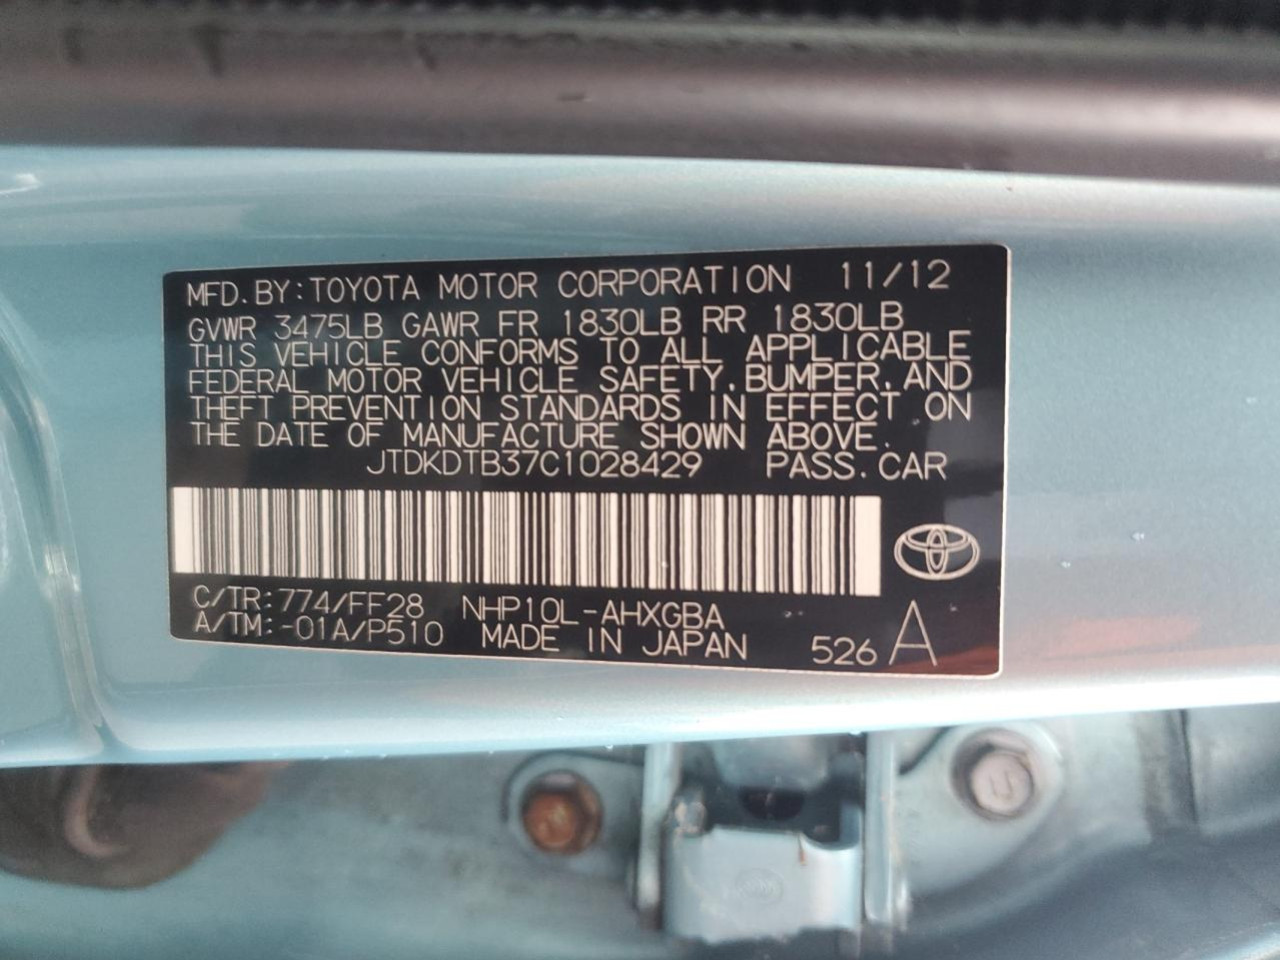 MFD. BY: TOYOTA MOTOR CORPORATION 11/12
GVWR 3475LB GAWR FR 1830LB RR 1830LB
THIS VEHICLE CONFORMS TO ALL APPLICABLE
FEDERAL MOTOR VEHICLE SAFETY, BUMPER, AND
THEFT PREVENTION STANDARDS IN EFFECT ON
THE DATE OF MANUFACTURE SHOWN ABOVE.
JTDKDTB37C1028429 PASS. CAR
C/TR: 774/FF28 NHP10L-AHXGBA
A/TM: -01A/P510 MADE IN JAPAN 526 A